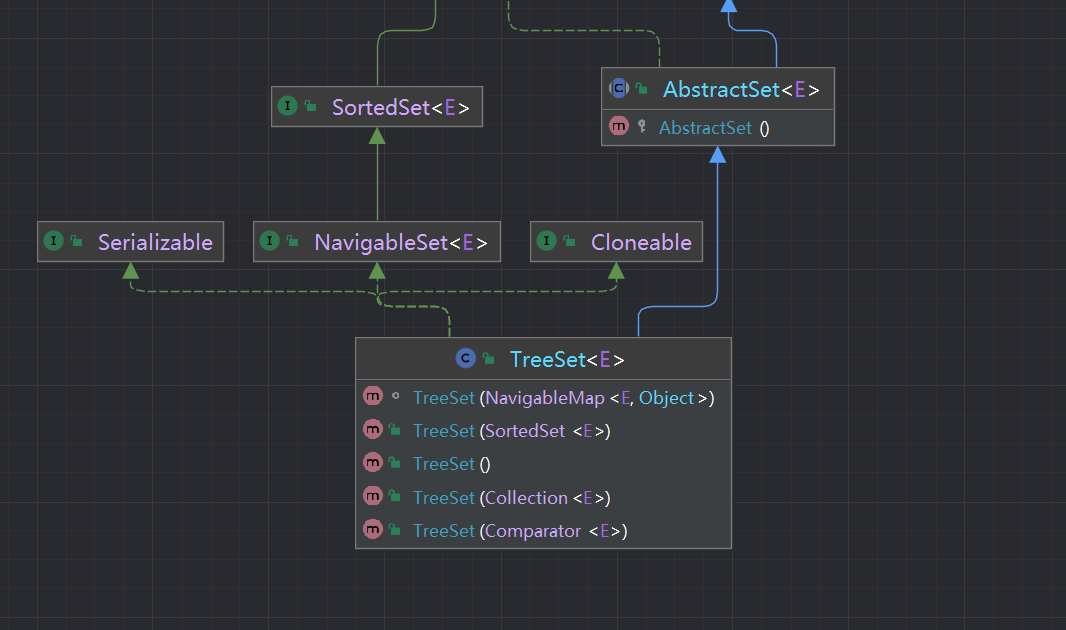 SortedSet<E>
AbstractSet<E>
AbstractSet ()
Serializable
NavigableSet<E>
Cloneable
TreeSet<E>
TreeSet (NavigableMap <E, Object >)
TreeSet (SortedSet <E>)
TreeSet ()
TreeSet (Collection <E>)
TreeSet (Comparator <E>)